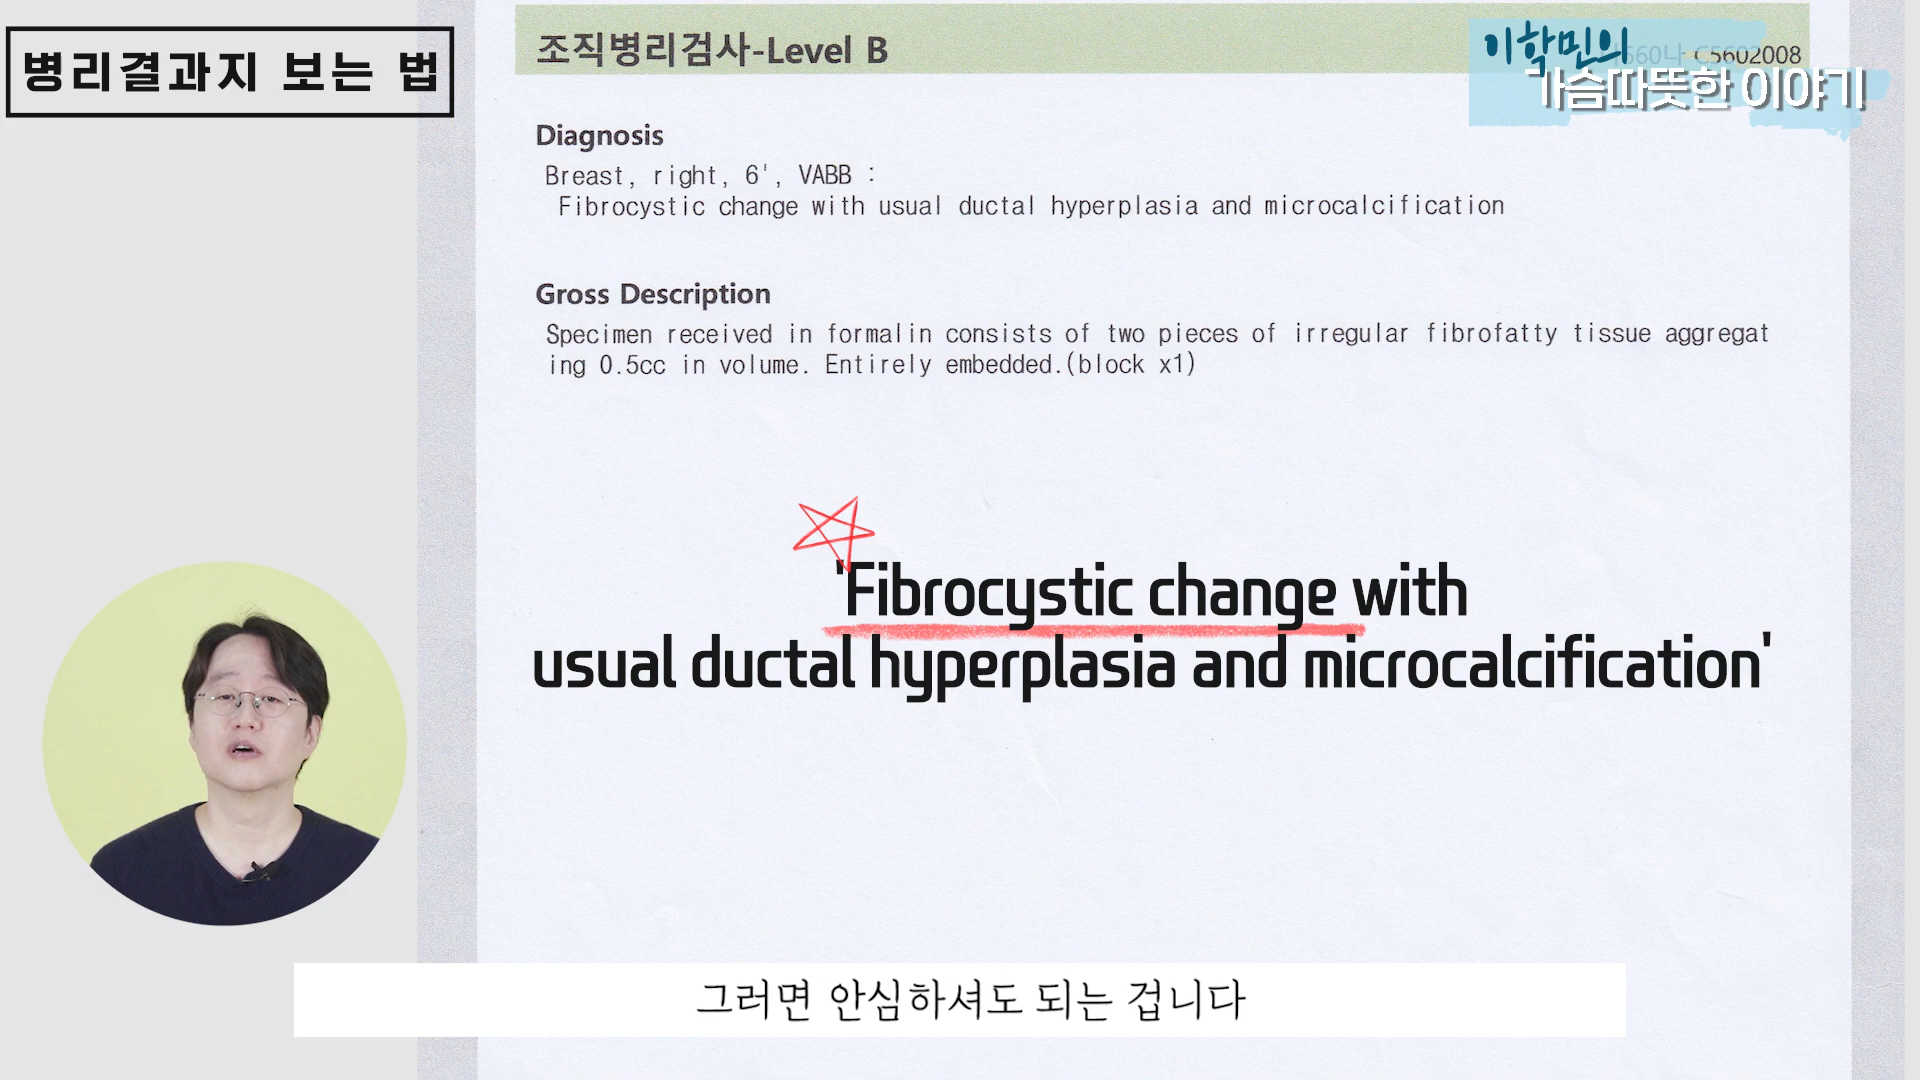 병리결과지 보는 법
조직병리검사-Level B
C5602008
이학민의
가슴따뜻한 이야기
Diagnosis
Breast, right, 6', VABB :
Fibrocystic change with usual ductal hyperplasia and microcalcification
Gross Description
Specimen received in formalin consists of two pieces of irregular fibrofatty tissue aggregat
ing 0.5cc in volume. Entirely embedded.(block x1)
'Fibrocystic change with
usual ductal hyperplasia and microcalcification'
그러면 안심하셔도 되는 겁니다